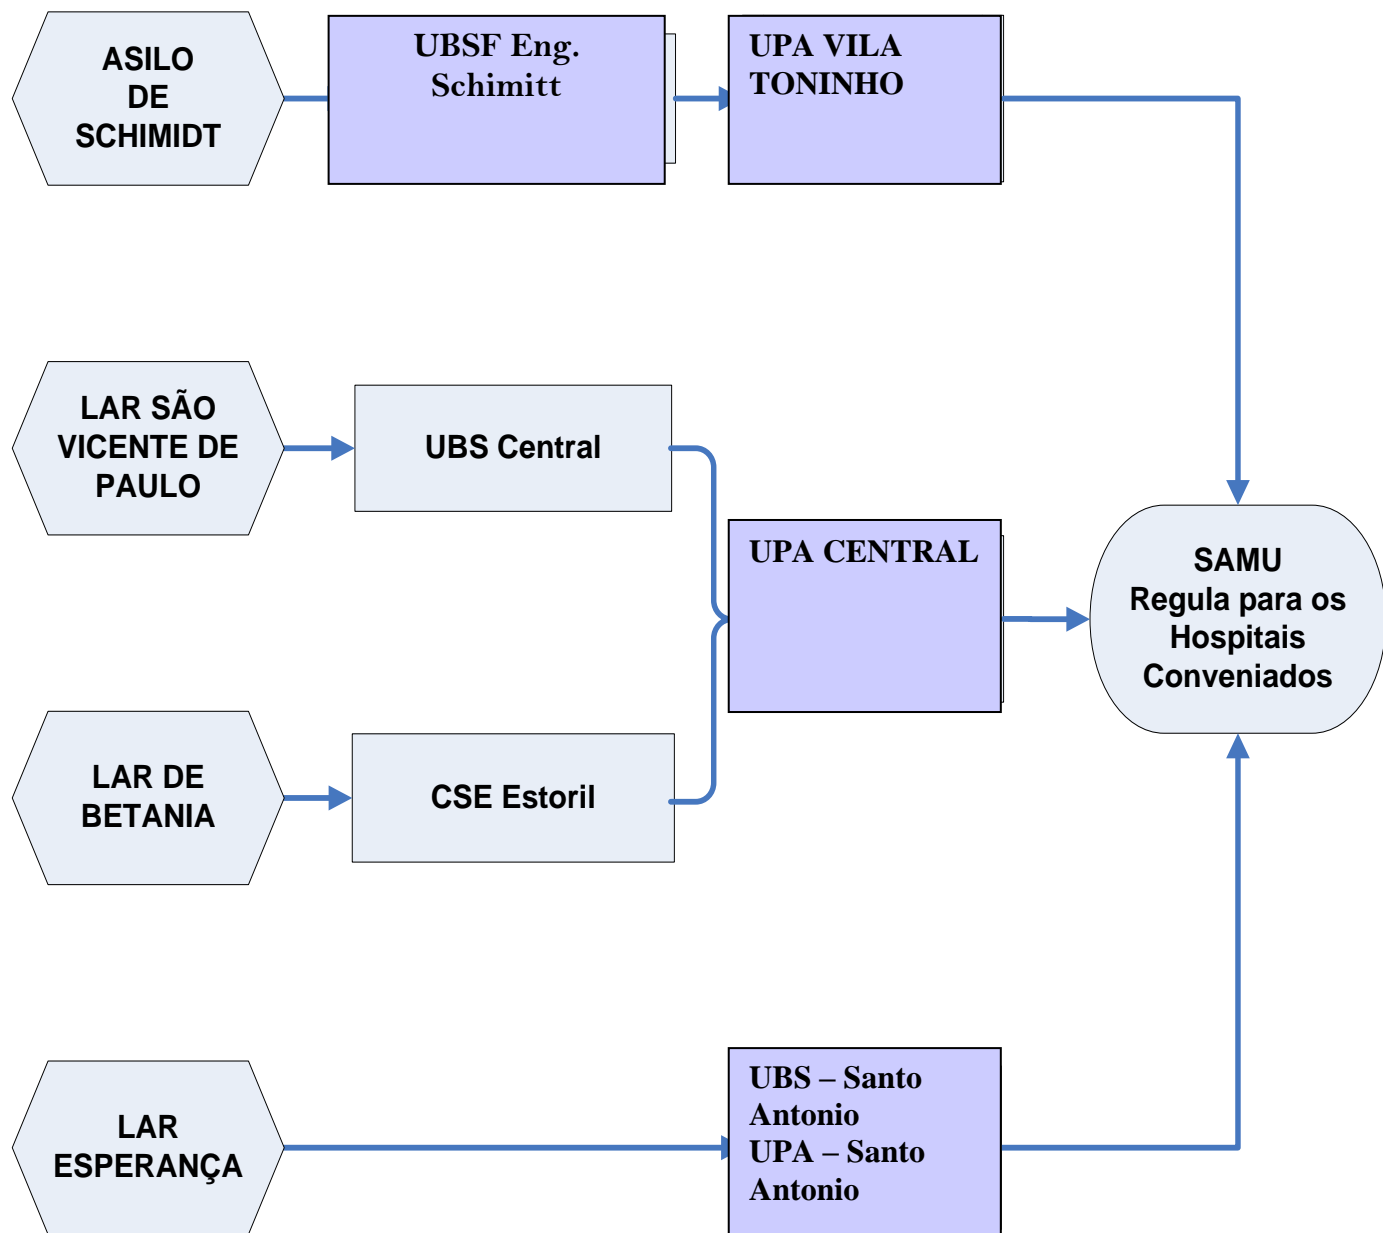 ASILO
DE
SCHIMIDT
UBSF Eng.
Schimitt
UPA VILA
TONINHO
LAR SÃO
VICENTE DE
PAULO
UBS Central
UPA CENTRAL
SAMU
Regula para os
Hospitais
Conveniados
LAR DE
BETANIA
CSE Estoril
LAR
ESPERANÇA
UBS – Santo
Antonio
UPA – Santo
Antonio